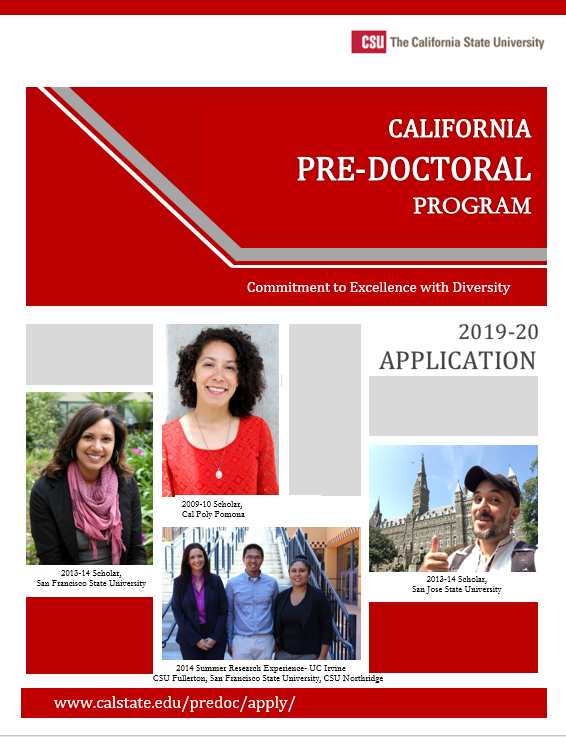 CSU The California State University
CALIFORNIA
PRE-DOCTORAL
PROGRAM
Commitment to Excellence with Diversity
2019-20
APPLICATION
2009-10 Scholar,
Cal Poly Pomona
2013-14 Scholar,
San Francisco State University
2013-14 Scholar,
San Jose State University
2014 Summer Research Experience- UC Irvine
CSU Fullerton, San Francisco State University, CSU Northridge
www.calstate.edu/predoc/apply/